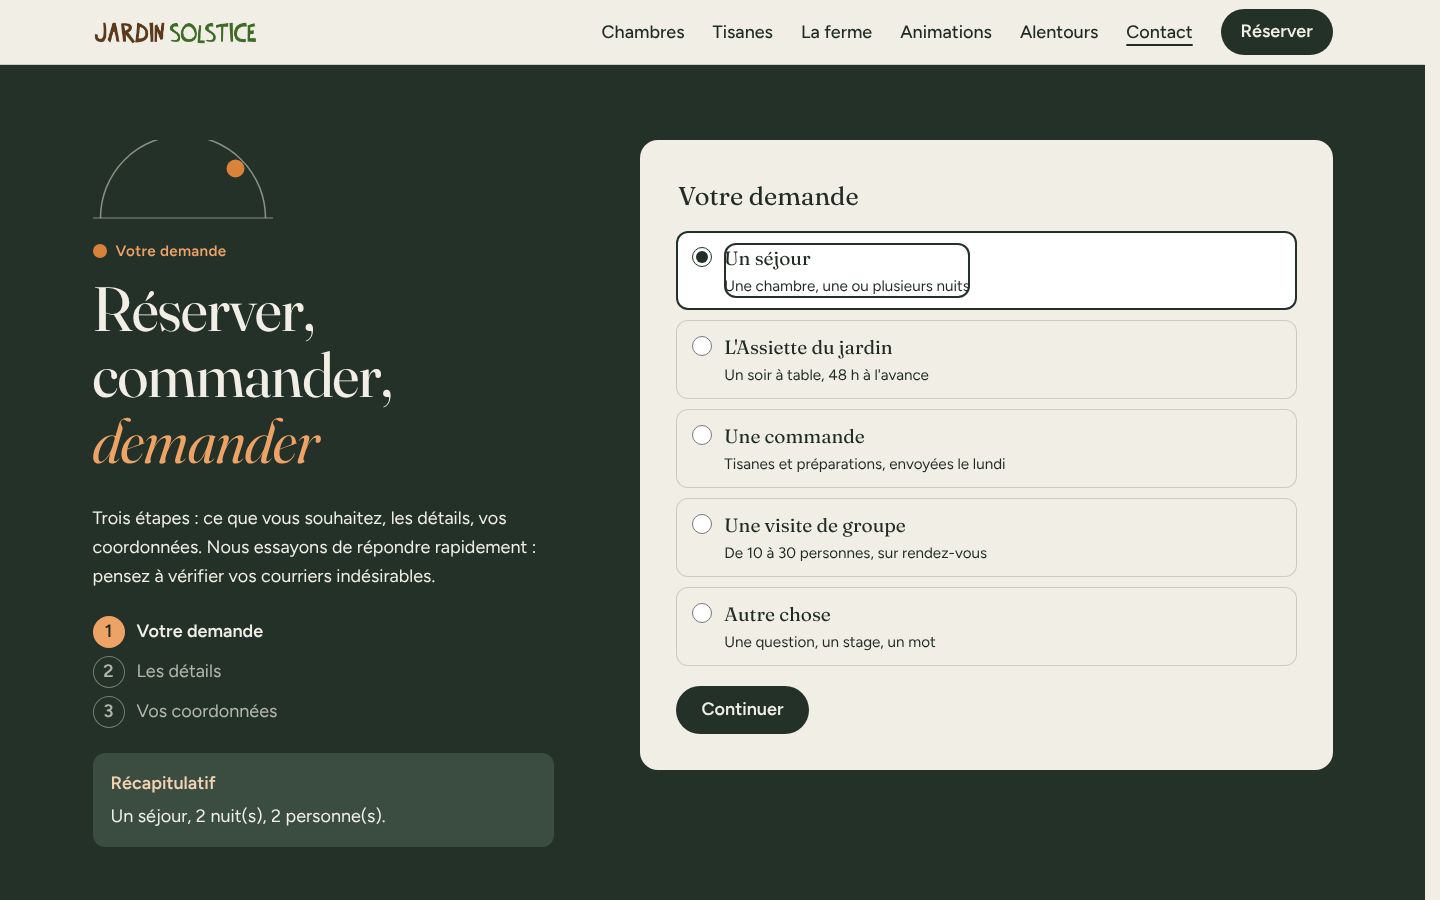 JARDIN SOLSTICE
Chambres
Tisanes
La ferme
Animations
Alentours
Contact
Réserver
Votre demande
Réserver,
commander,
demander
Trois étapes : ce que vous souhaitez, les détails, vos
coordonnées. Nous essayons de répondre rapidement :
pensez à vérifier vos courriers indésirables.
1 Votre demande
2 Les détails
3 Vos coordonnées
Récapitulatif
Un séjour, 2 nuit(s), 2 personne(s).
Votre demande
Un séjour
Une chambre, une ou plusieurs nuits
L'Assiette du jardin
Un soir à table, 48 h à l'avance
Une commande
Tisanes et préparations, envoyées le lundi
Une visite de groupe
De 10 à 30 personnes, sur rendez-vous
Autre chose
Une question, un stage, un mot
Continuer